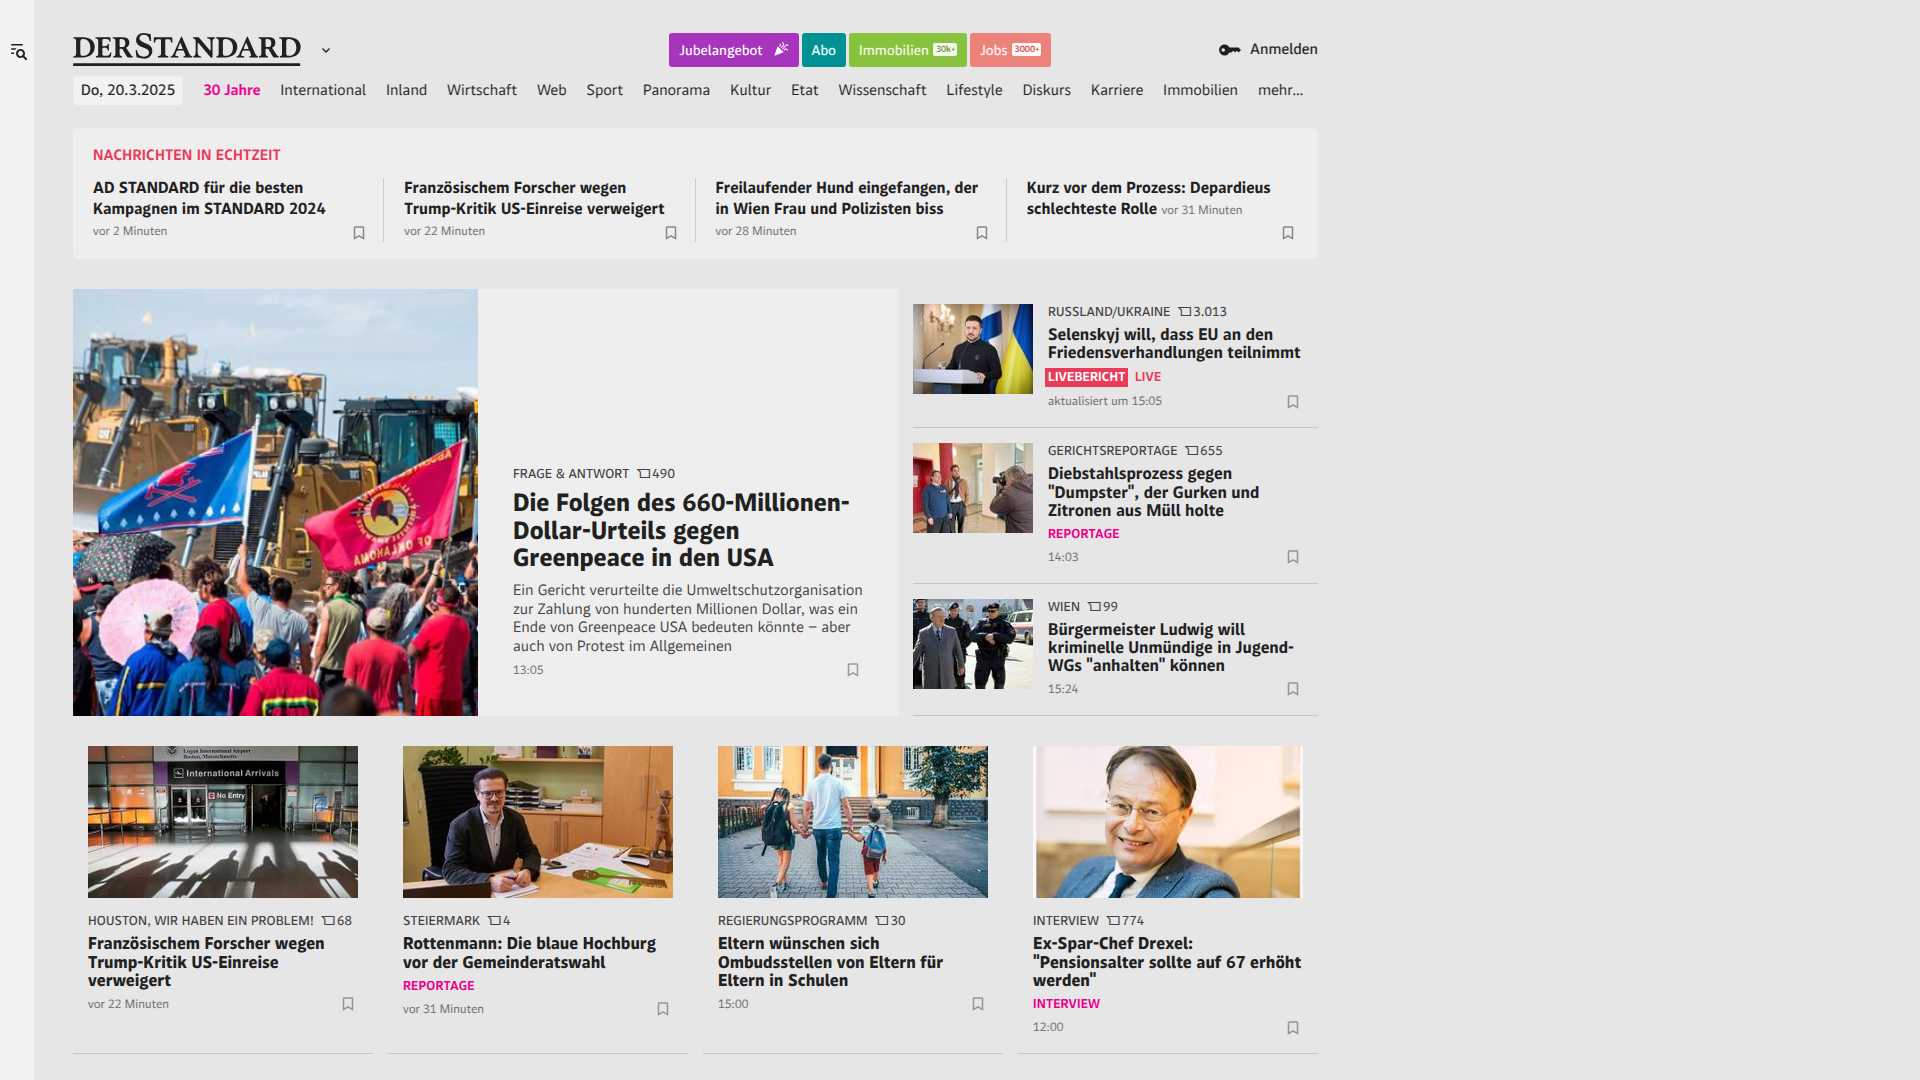 DERSTANDARD
Jubelangebot
Abo
Immobilien 30k+
Jobs 3000+
Anmelden
Do, 20.3.2025
30 Jahre
International
Inland
Wirtschaft
Web
Sport
Panorama
Kultur
Etat
Wissenschaft
Lifestyle
Diskurs
Karriere
Immobilien
mehr...
NACHRICHTEN IN ECHTZEIT
AD STANDARD für die besten
Kampagnen im STANDARD 2024
vor 2 Minuten
Französischem Forscher wegen
Trump-Kritik US-Einreise verweigert
vor 22 Minuten
Freilaufender Hund eingefangen, der
in Wien Frau und Polizisten biss
vor 28 Minuten
Kurz vor dem Prozess: Depardieus
schlechteste Rolle vor 31 Minuten
FRAGE & ANTWORT 490
Die Folgen des 660-Millionen-
Dollar-Urteils gegen
Greenpeace in den USA
Ein Gericht verurteilte die Umweltschutzorganisation
zur Zahlung von hunderten Millionen Dollar, was ein
Ende von Greenpeace USA bedeuten könnte – aber
auch von Protest im Allgemeinen
13:05
RUSSLAND/UKRAINE 3.013
Selenskyj will, dass EU an den
Friedensverhandlungen teilnimmt
LIVEBERICHT LIVE
aktualisiert um 15:05
GERICHTSREPORTAGE 655
Diebstahlsprozess gegen
"Dumpster", der Gurken und
Zitronen aus Müll holte
REPORTAGE
14:03
WIEN 99
Bürgermeister Ludwig will
kriminelle Unmündige in Jugend-
WGs "anhalten" können
15:24
Logan International Airport
Boston, Massachusetts
International Arrivals
No Entry
HOUSTON, WIR HABEN EIN PROBLEM! 68
Französischem Forscher wegen
Trump-Kritik US-Einreise
verweigert
vor 22 Minuten
STEIERMARK 4
Rottenmann: Die blaue Hochburg
vor der Gemeinderatswahl
REPORTAGE
vor 31 Minuten
REGIERUNGSPROGRAMM 30
Eltern wünschen sich
Ombudsstellen von Eltern für
Eltern in Schulen
15:00
INTERVIEW 774
Ex-Spar-Chef Drexel:
"Pensionsalter sollte auf 67 erhöht
werden"
INTERVIEW
12:00